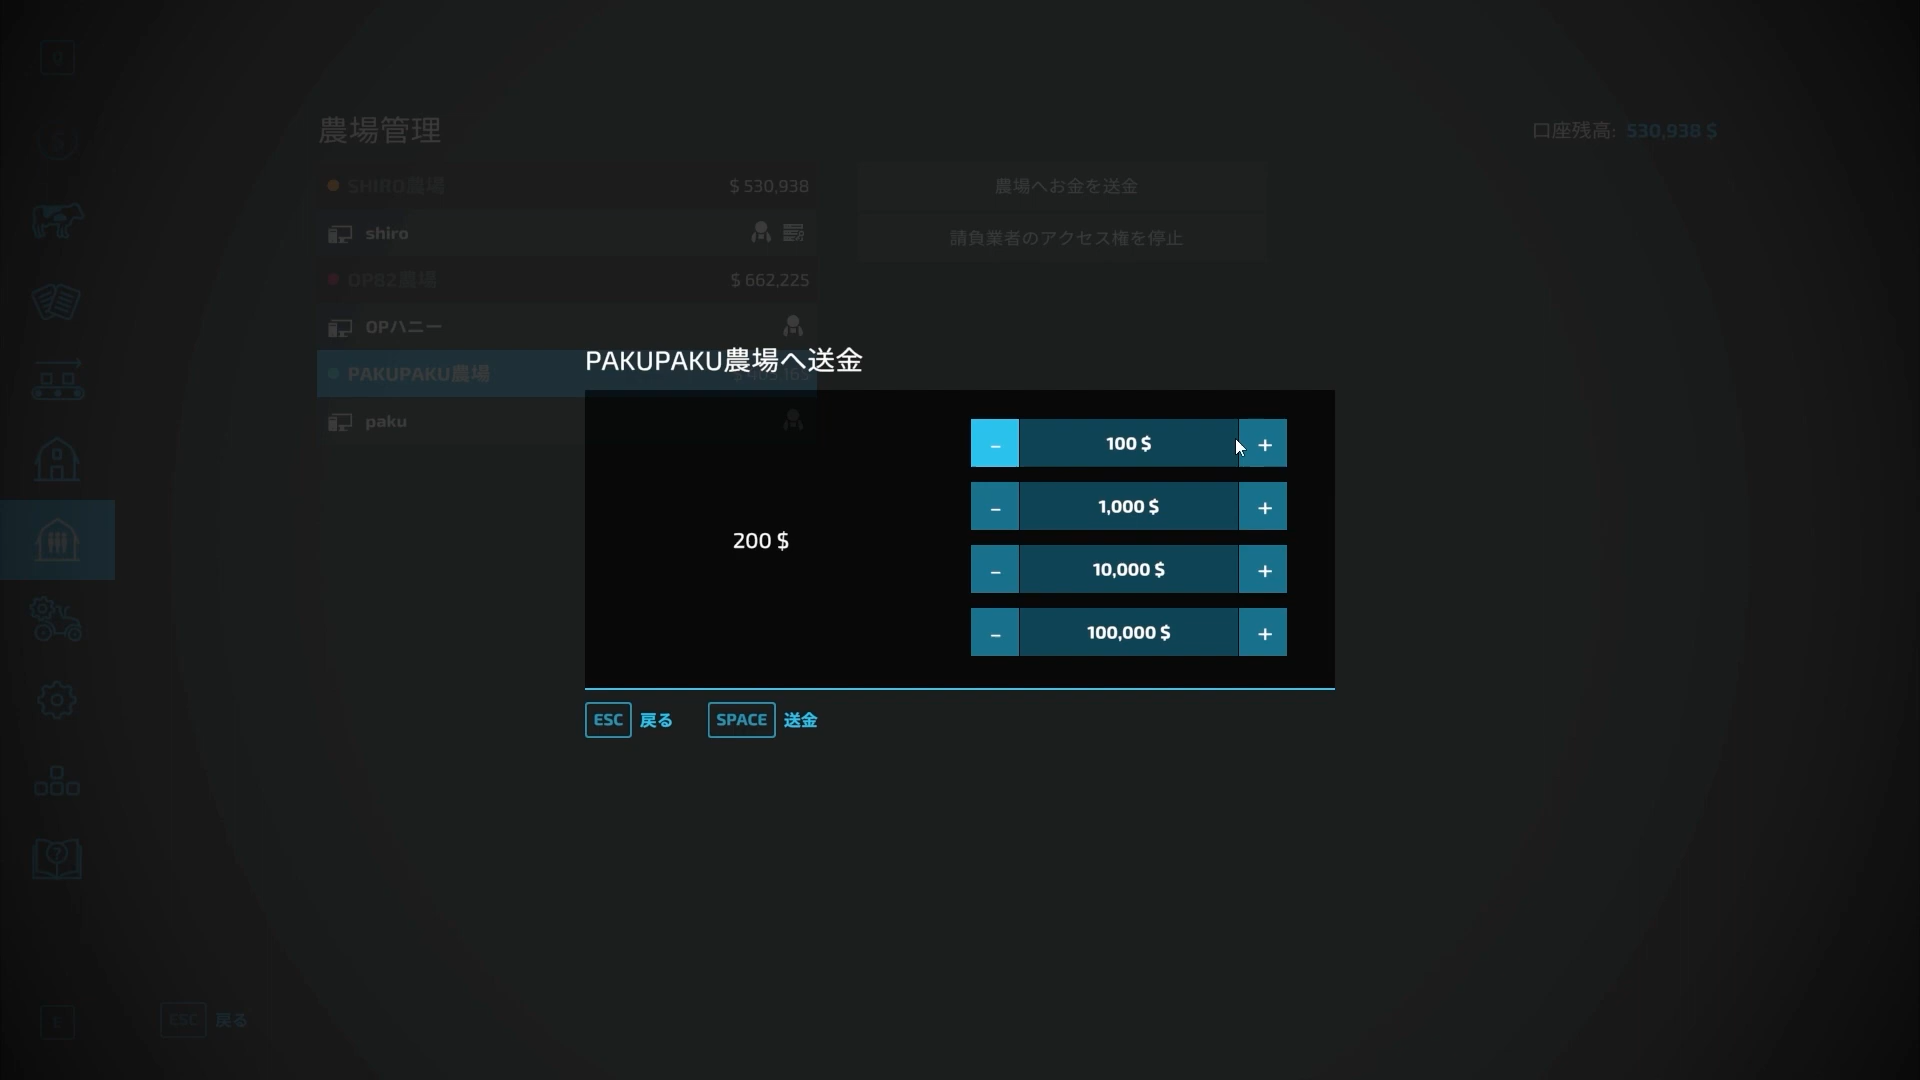 農場管理
口座残高: 530,938 $
SHIRO農場 $ 530,938
農場へお金を送金
shiro
請負業者のアクセス権を停止
OP82農場 $ 662,225
OPハニー
PAKUPAKU農場へ送金
PAKUPAKU農場
paku
– 100 $ +
– 1,000 $ +
200 $
– 10,000 $ +
– 100,000 $ +
ESC 戻る SPACE 送金
ESC 戻る